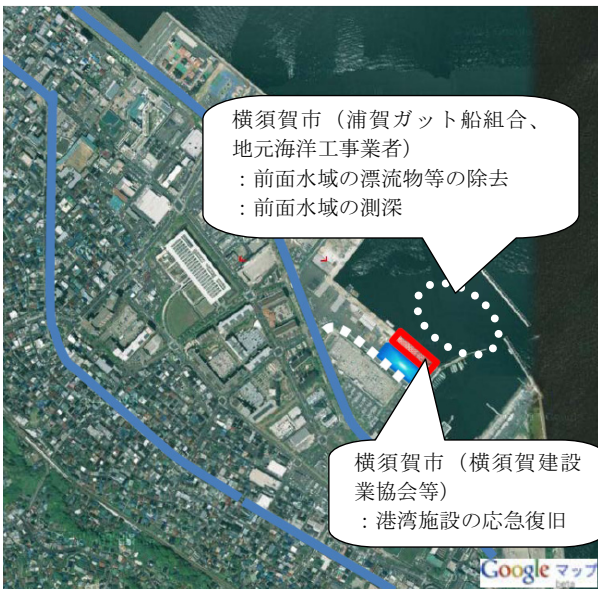 横須賀市（浦賀ガット船組合、
地元海洋工事業者）
：前面水域の漂流物等の除去
：前面水域の測深
横須賀市（横須賀建設
業協会等）
：港湾施設の応急復旧
Google マップ
beta